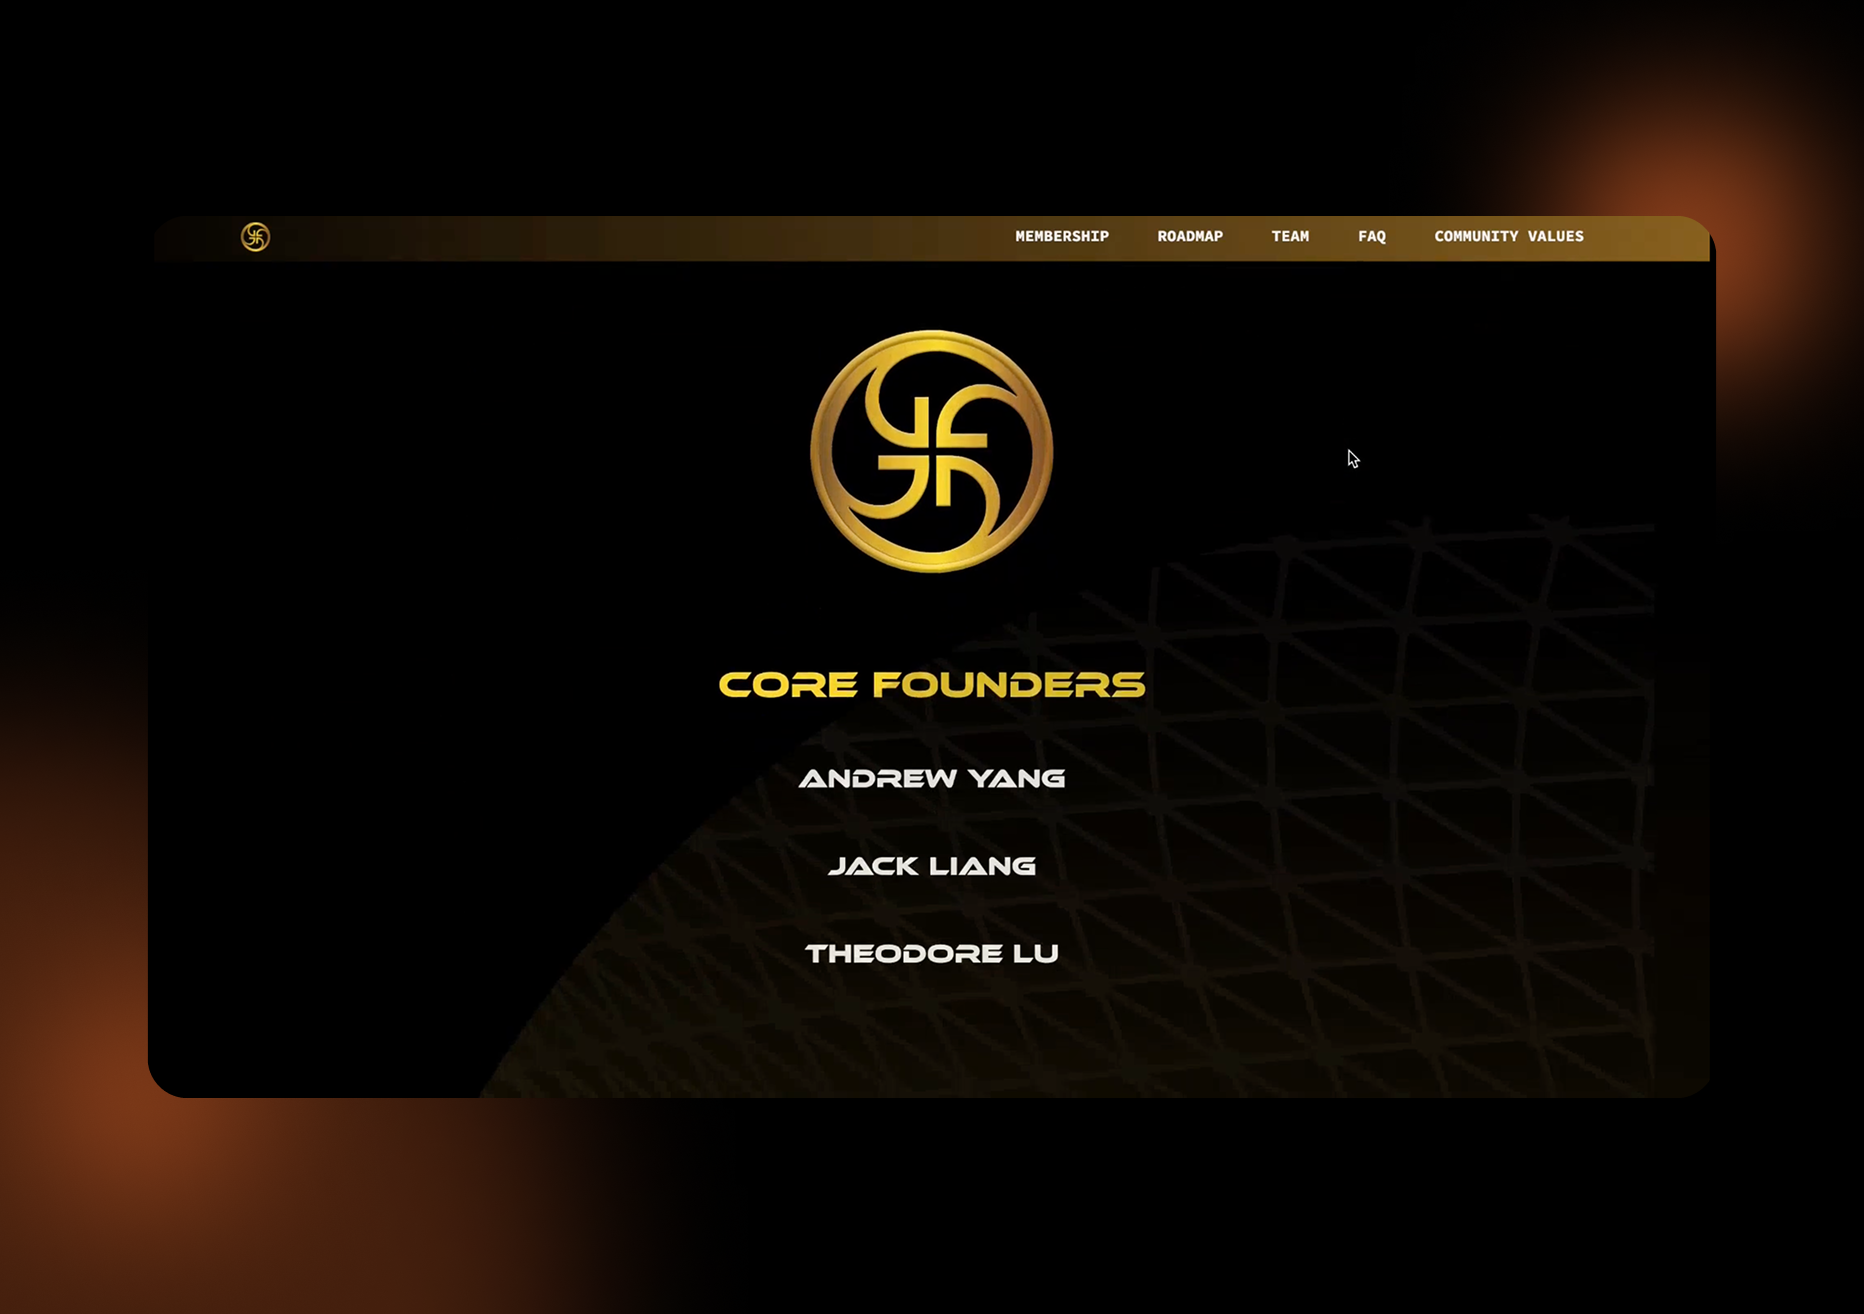 MEMBERSHIP ROADMAP TEAM FAQ COMMUNITY VALUES
CORE FOUNDERS
ANDREW YANG
JACK LIANG
THEODORE LU